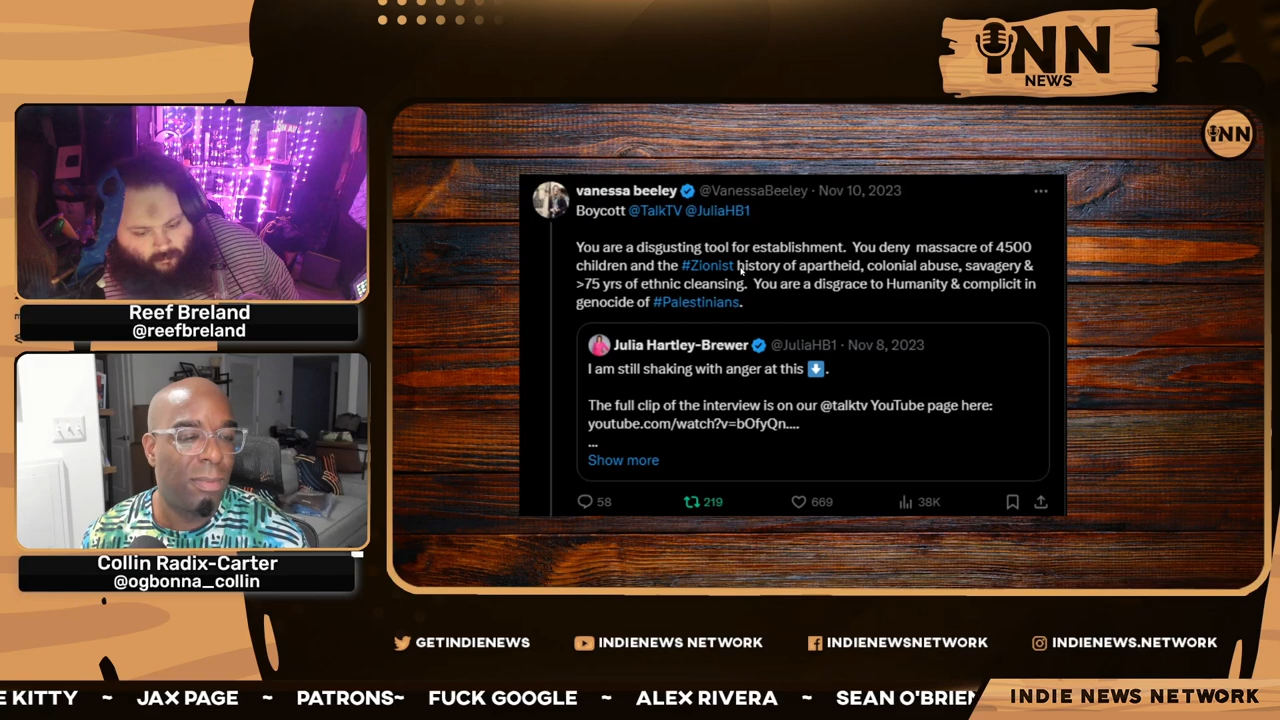 INN
NEWS
INN
Reef Breland
@reefbreland
Collin Radix-Carter
@ogbonna_collin
vanessa beeley @VanessaBeeley · Nov 10, 2023
Boycott @TalkTV @JuliaHB1
You are a disgusting tool for establishment. You deny massacre of 4500
children and the #Zionist history of apartheid, colonial abuse, savagery &
>75 yrs of ethnic cleansing. You are a disgrace to Humanity & complicit in
genocide of #Palestinians.
Julia Hartley-Brewer @JuliaHB1 · Nov 8, 2023
I am still shaking with anger at this ⬇️.
The full clip of the interview is on our @talktv YouTube page here:
youtube.com/watch?v=bOfyQn....
...
Show more
58 219 669 38K
GETINDIENEWS INDIENEWS NETWORK INDIENEWSNETWORK INDIENEWS.NETWORK
E KITTY ~ JAX PAGE ~ PATRONS~ FUCK GOOGLE ~ ALEX RIVERA ~ SEAN O'BRIEN
INDIE NEWS NETWORK